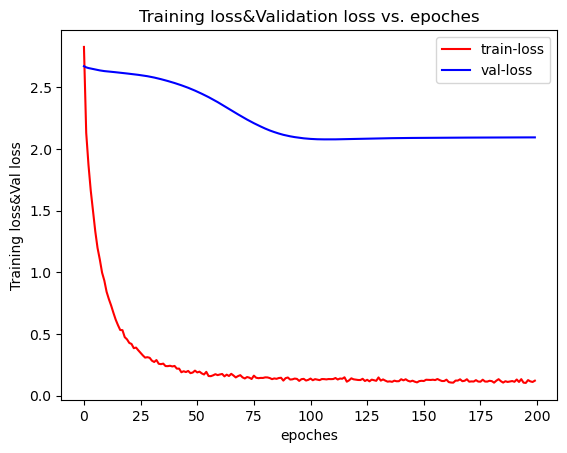 Training loss&Validation loss vs. epoches
train-loss
val-loss
Training loss&Val loss
2.5
2.0
1.5
1.0
0.5
0.0
0 25 50 75 100 125 150 175 200
epoches